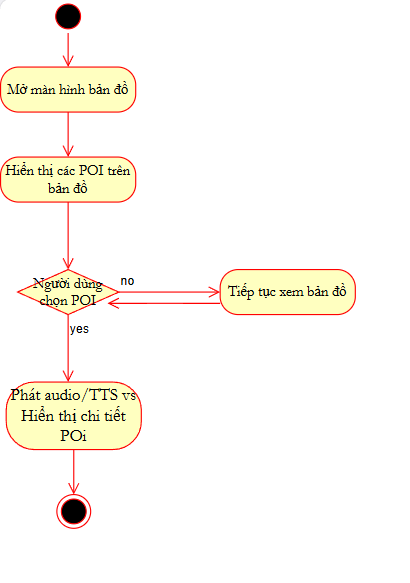 Mở màn hình bản đồ
Hiển thị các POI trên
bản đồ
Người dùng
chọn POI
no
Tiếp tục xem bản đồ
yes
Phát audio/TTS vs
Hiển thị chi tiết
POi